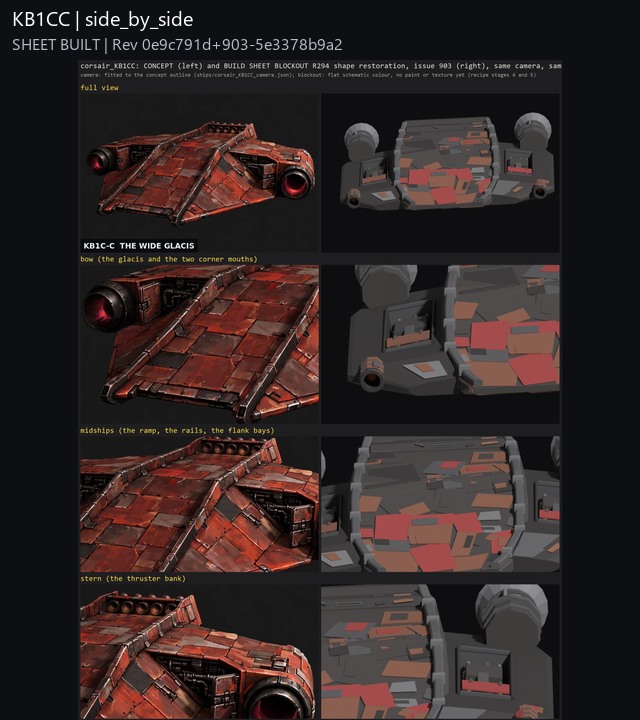 KB1CC | side_by_side
SHEET BUILT | Rev 0e9c791d+903-5e3378b9a2
corsair_KB1CC: CONCEPT (left) and BUILD SHEET BLOCKOUT R294 shape restoration, issue 903 (right), same camera, sam
camera: fitted to the concept outline (ships/corsair_KB1CC_camera.json); blockout: flat schematic colour, no paint or texture yet (recipe stages 4 and 5)
full view
KB1C-C THE WIDE GLACIS
bow (the glacis and the two corner mouths)
midships (the ramp, the rails, the flank bays)
stern (the thruster bank)